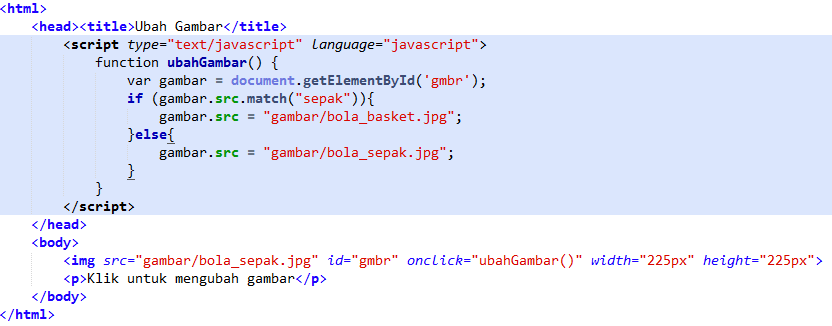 <html>
<head><title>Ubah Gambar</title>
<script type="text/javascript" language="javascript">
function ubahGambar() {
var gambar = document.getElementById('gmbr');
if (gambar.src.match("sepak")){
gambar.src = "gambar/bola_basket.jpg";
}else{
gambar.src = "gambar/bola_sepak.jpg";
}
}
</script>
</head>
<body>
<img src="gambar/bola_sepak.jpg" id="gmbr" onclick="ubahGambar()" width="225px" height="225px">
<p>Klik untuk mengubah gambar</p>
</body>
</html>